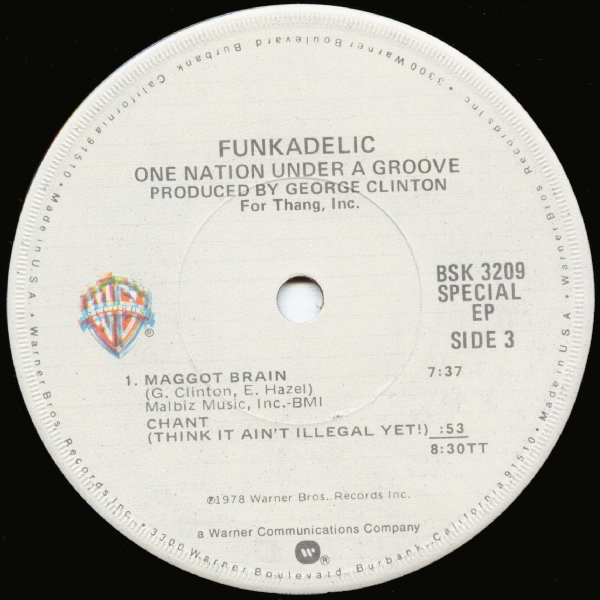 FUNKADELIC
ONE NATION UNDER A GROOVE
PRODUCED BY GEORGE CLINTON
For Thang, Inc.
BSK 3209
SPECIAL
EP
SIDE 3
1. MAGGOT BRAIN 7:37
(G. Clinton, E. Hazel)
Malbiz Music, Inc.-BMI
CHANT
(THINK IT AIN'T ILLEGAL YET!) :53
8:30TT
℗1978 Warner Bros. Records Inc.
a Warner Communications Company
W ®
Made in U.S.A. • Warner Bros. Records Inc. • 3300 Warner Boulevard, Burbank, California 91510 • Made in U.S.A. • Warner Bros. Records Inc. • 3300 Warner Boulevard Burbank, California 91510 •